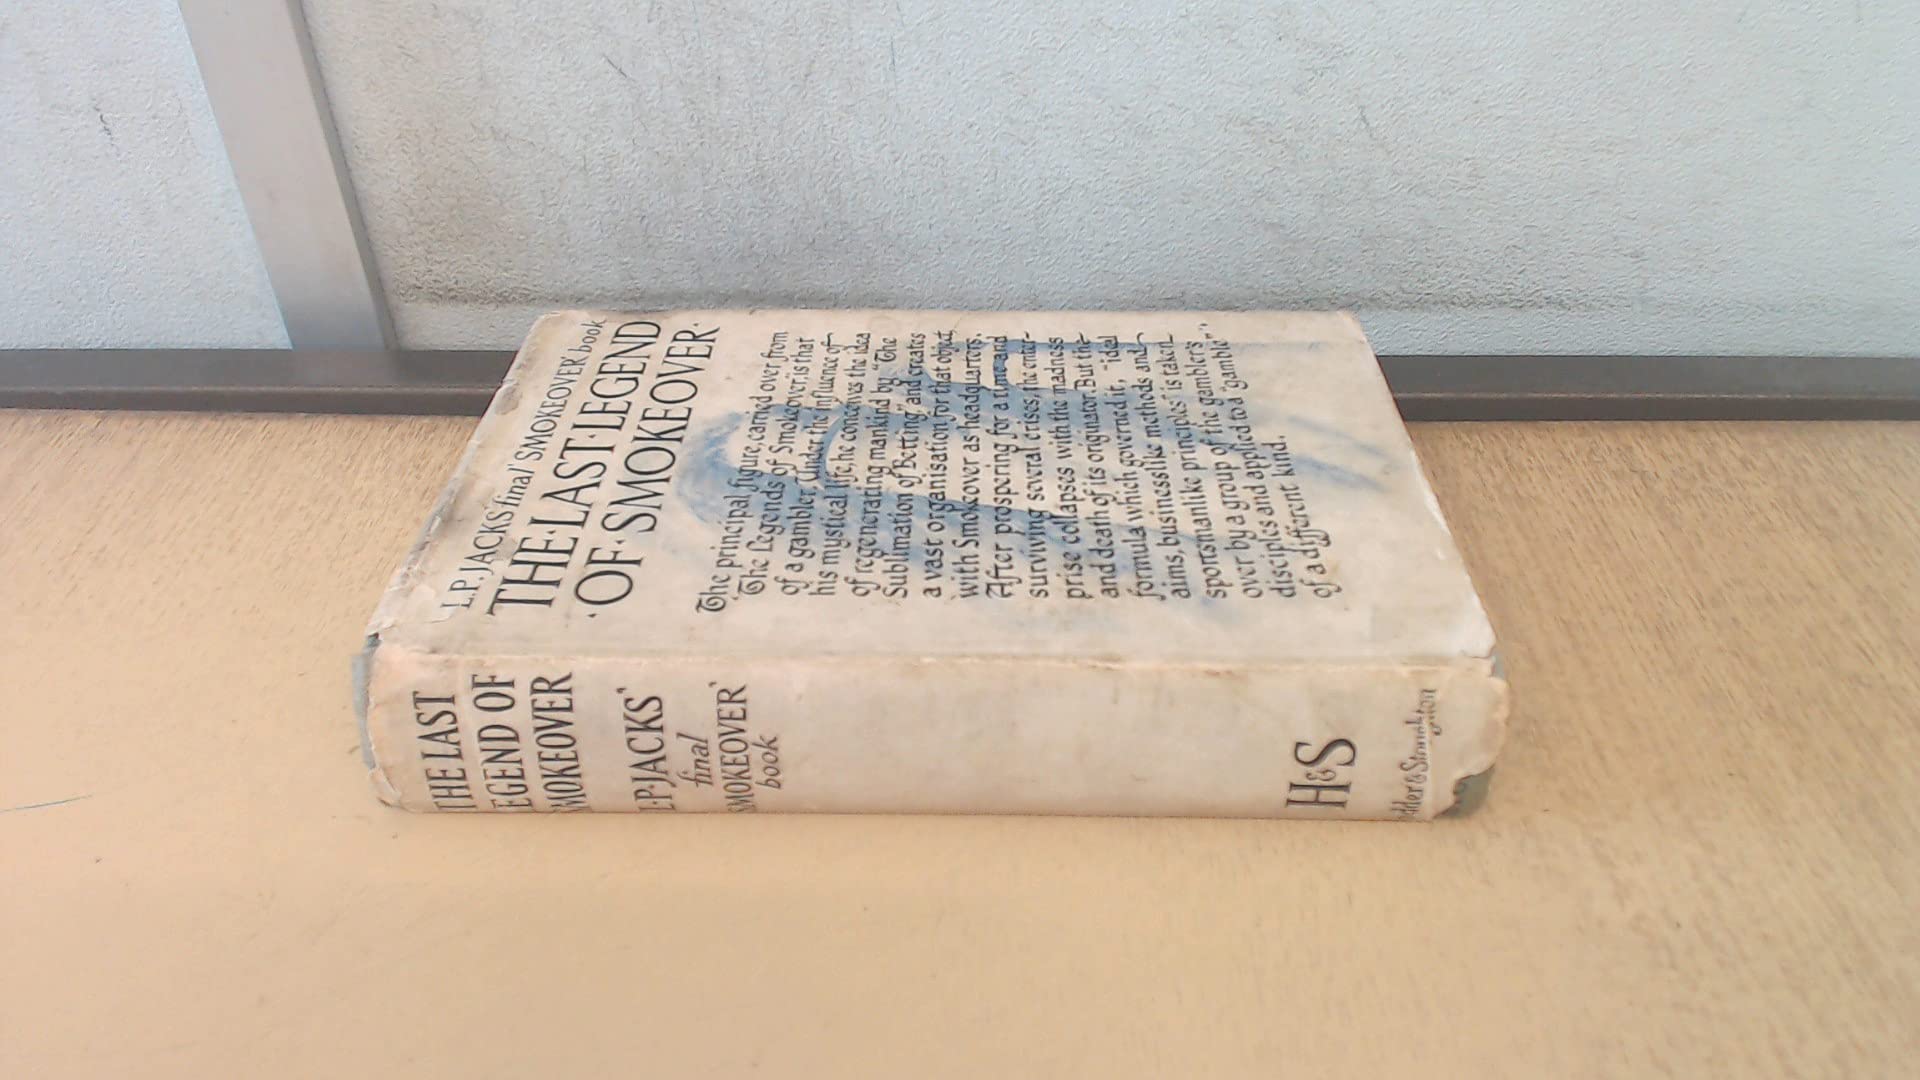 L.P. JACKS' final 'SMOKEOVER' book
THE·LAST·LEGEND
·OF·SMOKEOVER·
The principal figure, carried over from
"The Legends of Smokeover," is that
of a gambler. Under the influence of
his mystical life, he conceives the idea
of regenerating mankind by "The
Sublimation of Betting," and creates
a vast organisation for that object,
with Smokeover as headquarters.
After prospering for a time and
surviving several crises, the enter-
prise collapses with the madness
and death of its originator. But the
formula which governed it, - "ideal
aims, businesslike methods and
sportsmanlike principles" is taken
over by a group of the gambler's
disciples and applied to a "gamble"
of a different kind.
THE LAST
EGEND OF
SMOKEOVER
L·P·JACKS'
final
SMOKEOVER'
book
H&S
dder & Stoughton